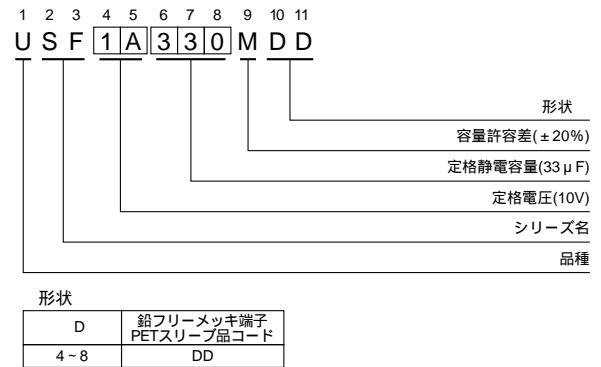 1 2 3 4 5 6 7 8 9 10 11
U S F 1 A 3 3 0 M D D
形状
容量許容差(±20%)
定格静電容量(33μF)
定格電圧(10V)
シリーズ名
品種
形状
D 鉛フリーメッキ端子
PETスリーブ品コード
4~8 DD